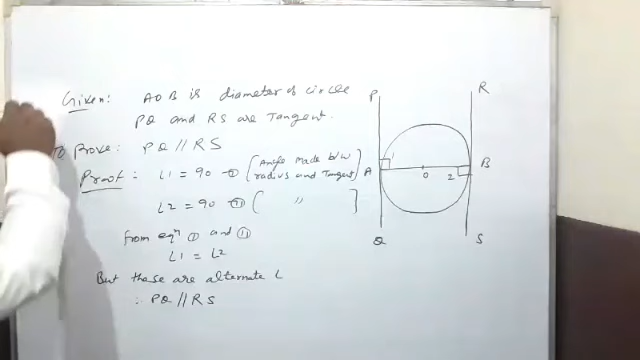 Given: AOB is diameter of circle
PQ and RS are Tangent.
To Prove: PQ // RS
Proof: ∠1 = 90 - ① [Angle Made b/w radius and Tangent]
∠2 = 90 - ⑪ [ " ]
from eqn ① and ⑪
∠1 = ∠2
But these are alternate ∠
∴ PQ // RS
P R
A 1 O 2 B
Q S